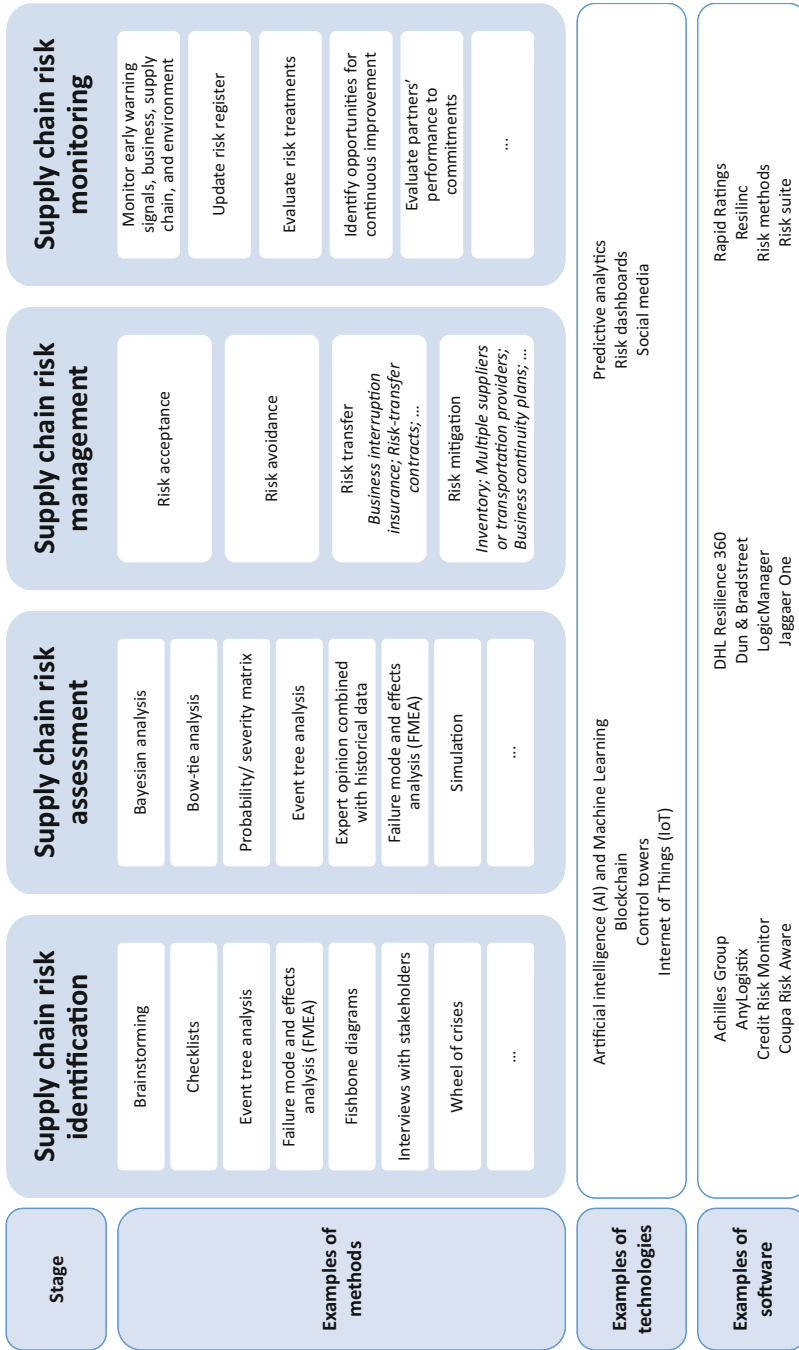 Stage
Supply chain risk
identification
Supply chain risk
assessment
Supply chain risk
management
Supply chain risk
monitoring
Examples of
methods
Brainstorming
Checklists
Event tree analysis
Failure mode and effects
analysis (FMEA)
Fishbone diagrams
Interviews with stakeholders
Wheel of crises
...
Bayesian analysis
Bow-tie analysis
Probability/ severity matrix
Event tree analysis
Expert opinion combined
with historical data
Failure mode and effects
analysis (FMEA)
Simulation
...
Risk acceptance
Risk avoidance
Risk transfer
Business interruption
insurance; Risk-transfer
contracts; ...
Risk mitigation
Inventory; Multiple suppliers
or transportation providers;
Business continuity plans; ...
Monitor early warning
signals, business, supply
chain, and environment
Update risk register
Evaluate risk treatments
Identify opportunities for
continuous improvement
Evaluate partners'
performance to
commitments
...
Examples of
technologies
Artificial intelligence (AI) and Machine Learning
Blockchain
Control towers
Internet of Things (IoT)
Predictive analytics
Risk dashboards
Social media
Examples of
software
Achilles Group
AnyLogistix
Credit Risk Monitor
Coupa Risk Aware
DHL Resilience 360
Dun & Bradstreet
LogicManager
Jaggaer One
Rapid Ratings
Resilinc
Risk methods
Risk suite